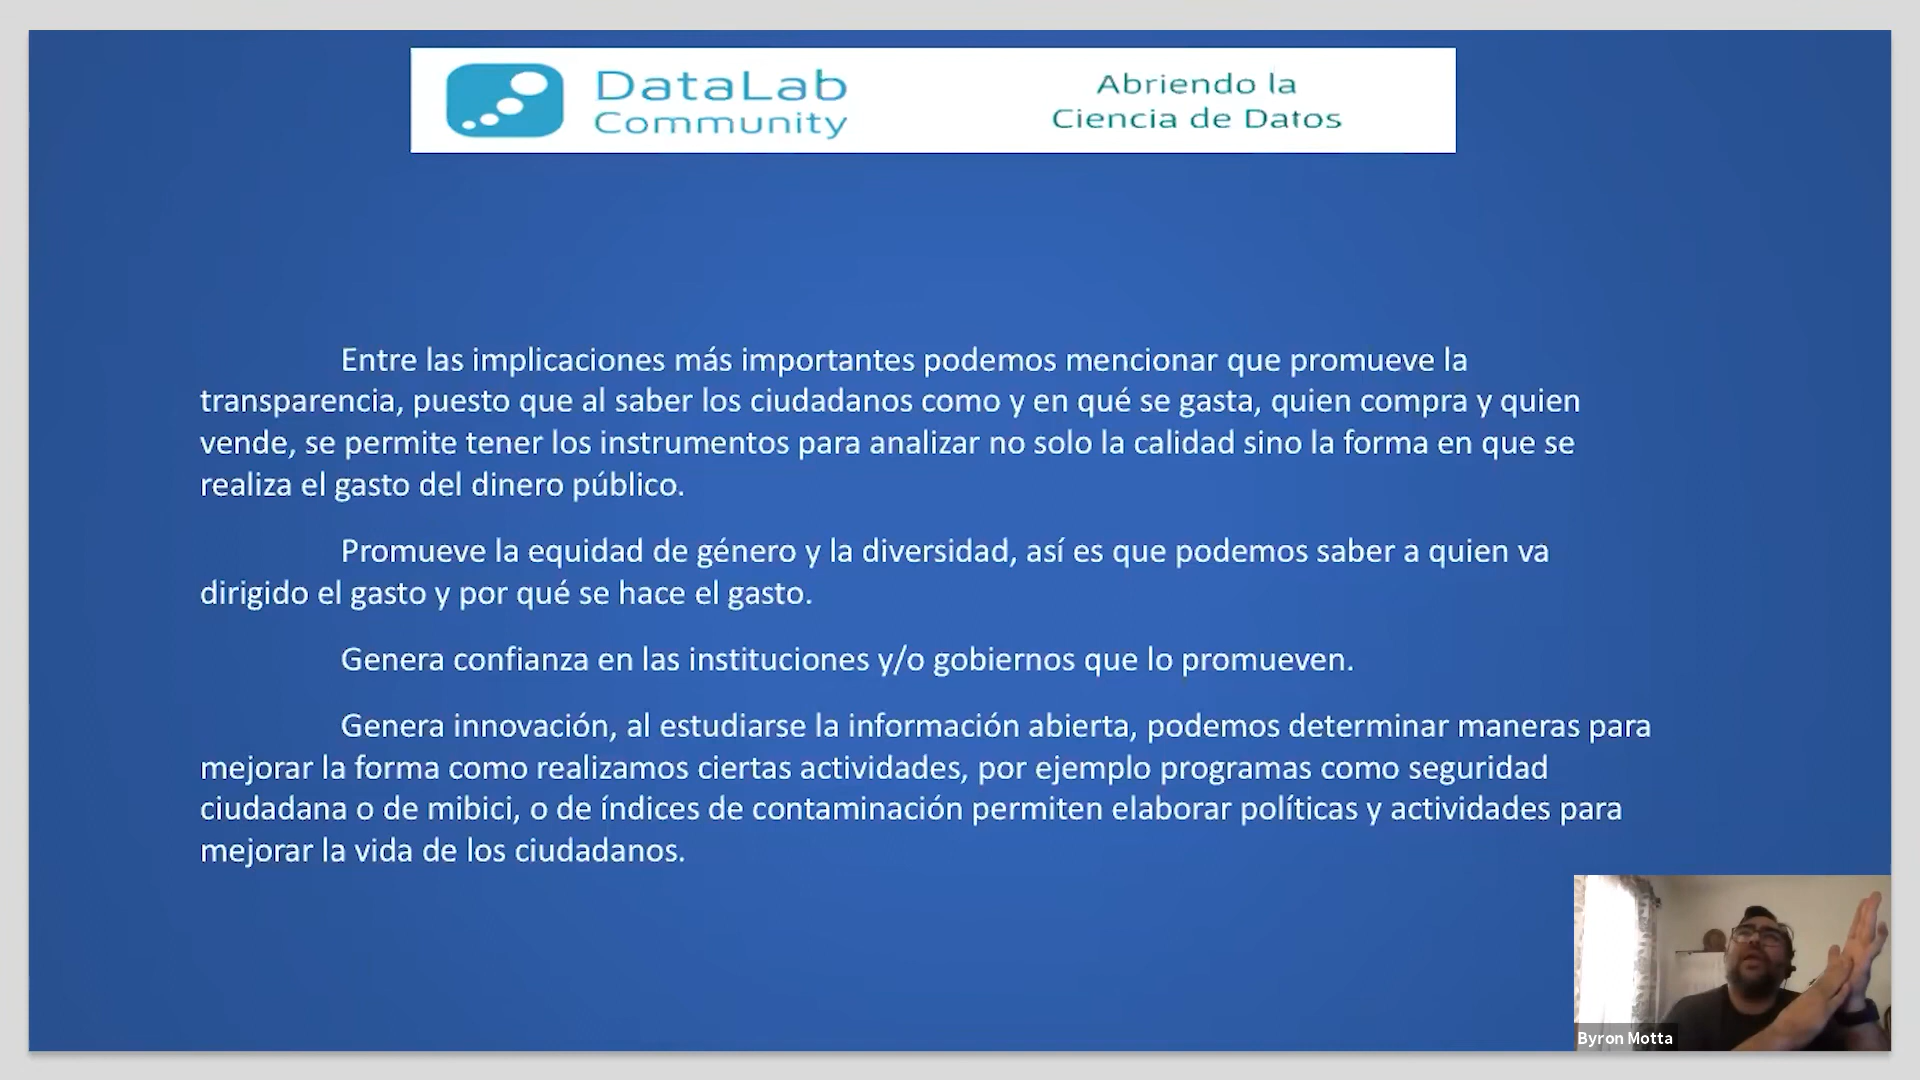 DataLab
Community
Abriendo la
Ciencia de Datos
Entre las implicaciones más importantes podemos mencionar que promueve la
transparencia, puesto que al saber los ciudadanos como y en qué se gasta, quien compra y quien
vende, se permite tener los instrumentos para analizar no solo la calidad sino la forma en que se
realiza el gasto del dinero público.
Promueve la equidad de género y la diversidad, así es que podemos saber a quien va
dirigido el gasto y por qué se hace el gasto.
Genera confianza en las instituciones y/o gobiernos que lo promueven.
Genera innovación, al estudiarse la información abierta, podemos determinar maneras para
mejorar la forma como realizamos ciertas actividades, por ejemplo programas como seguridad
ciudadana o de mibici, o de índices de contaminación permiten elaborar políticas y actividades para
mejorar la vida de los ciudadanos.
Byron Motta